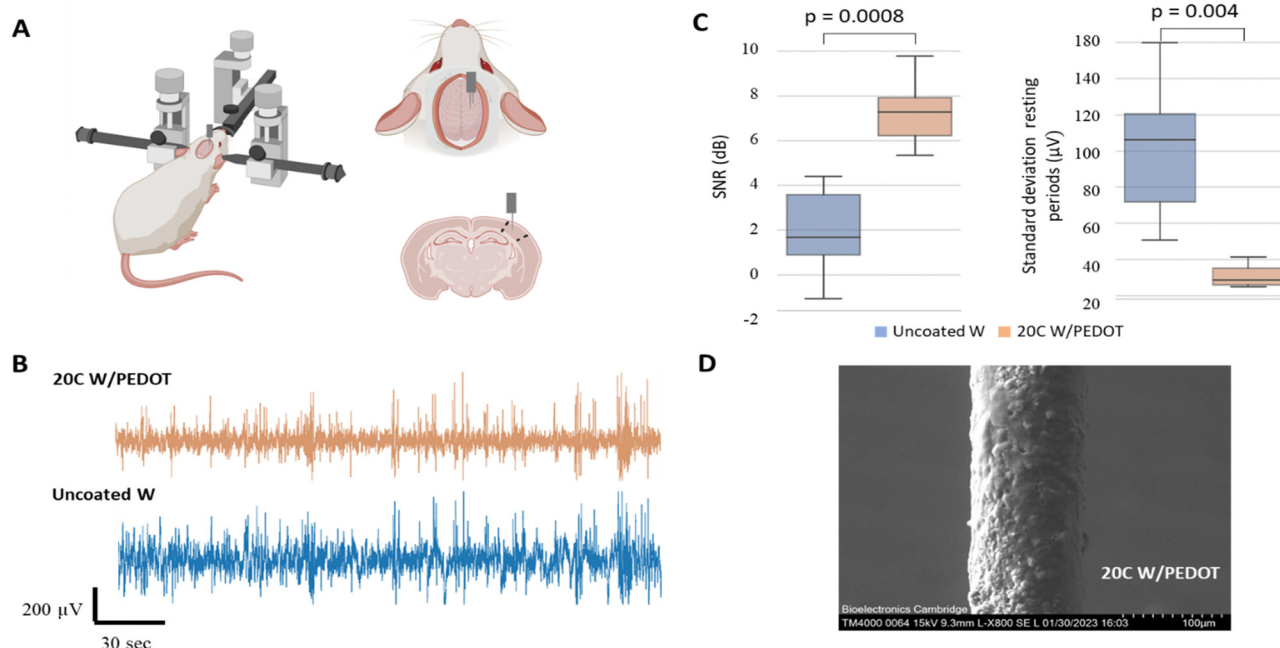 A
B
20C W/PEDOT
Uncoated W
200 µV
30 sec
C
p = 0.0008
SNR (dB)
10
8
6
4
2
0
-2
p = 0.004
Standard deviation resting
periods (µV)
180
140
120
100
80
60
40
20
Uncoated W
20C W/PEDOT
D
20C W/PEDOT
Bioelectronics Cambridge
TM4000 0064 15kV 9.3mm L-X800 SE L 01/30/2023 16:03
100µm